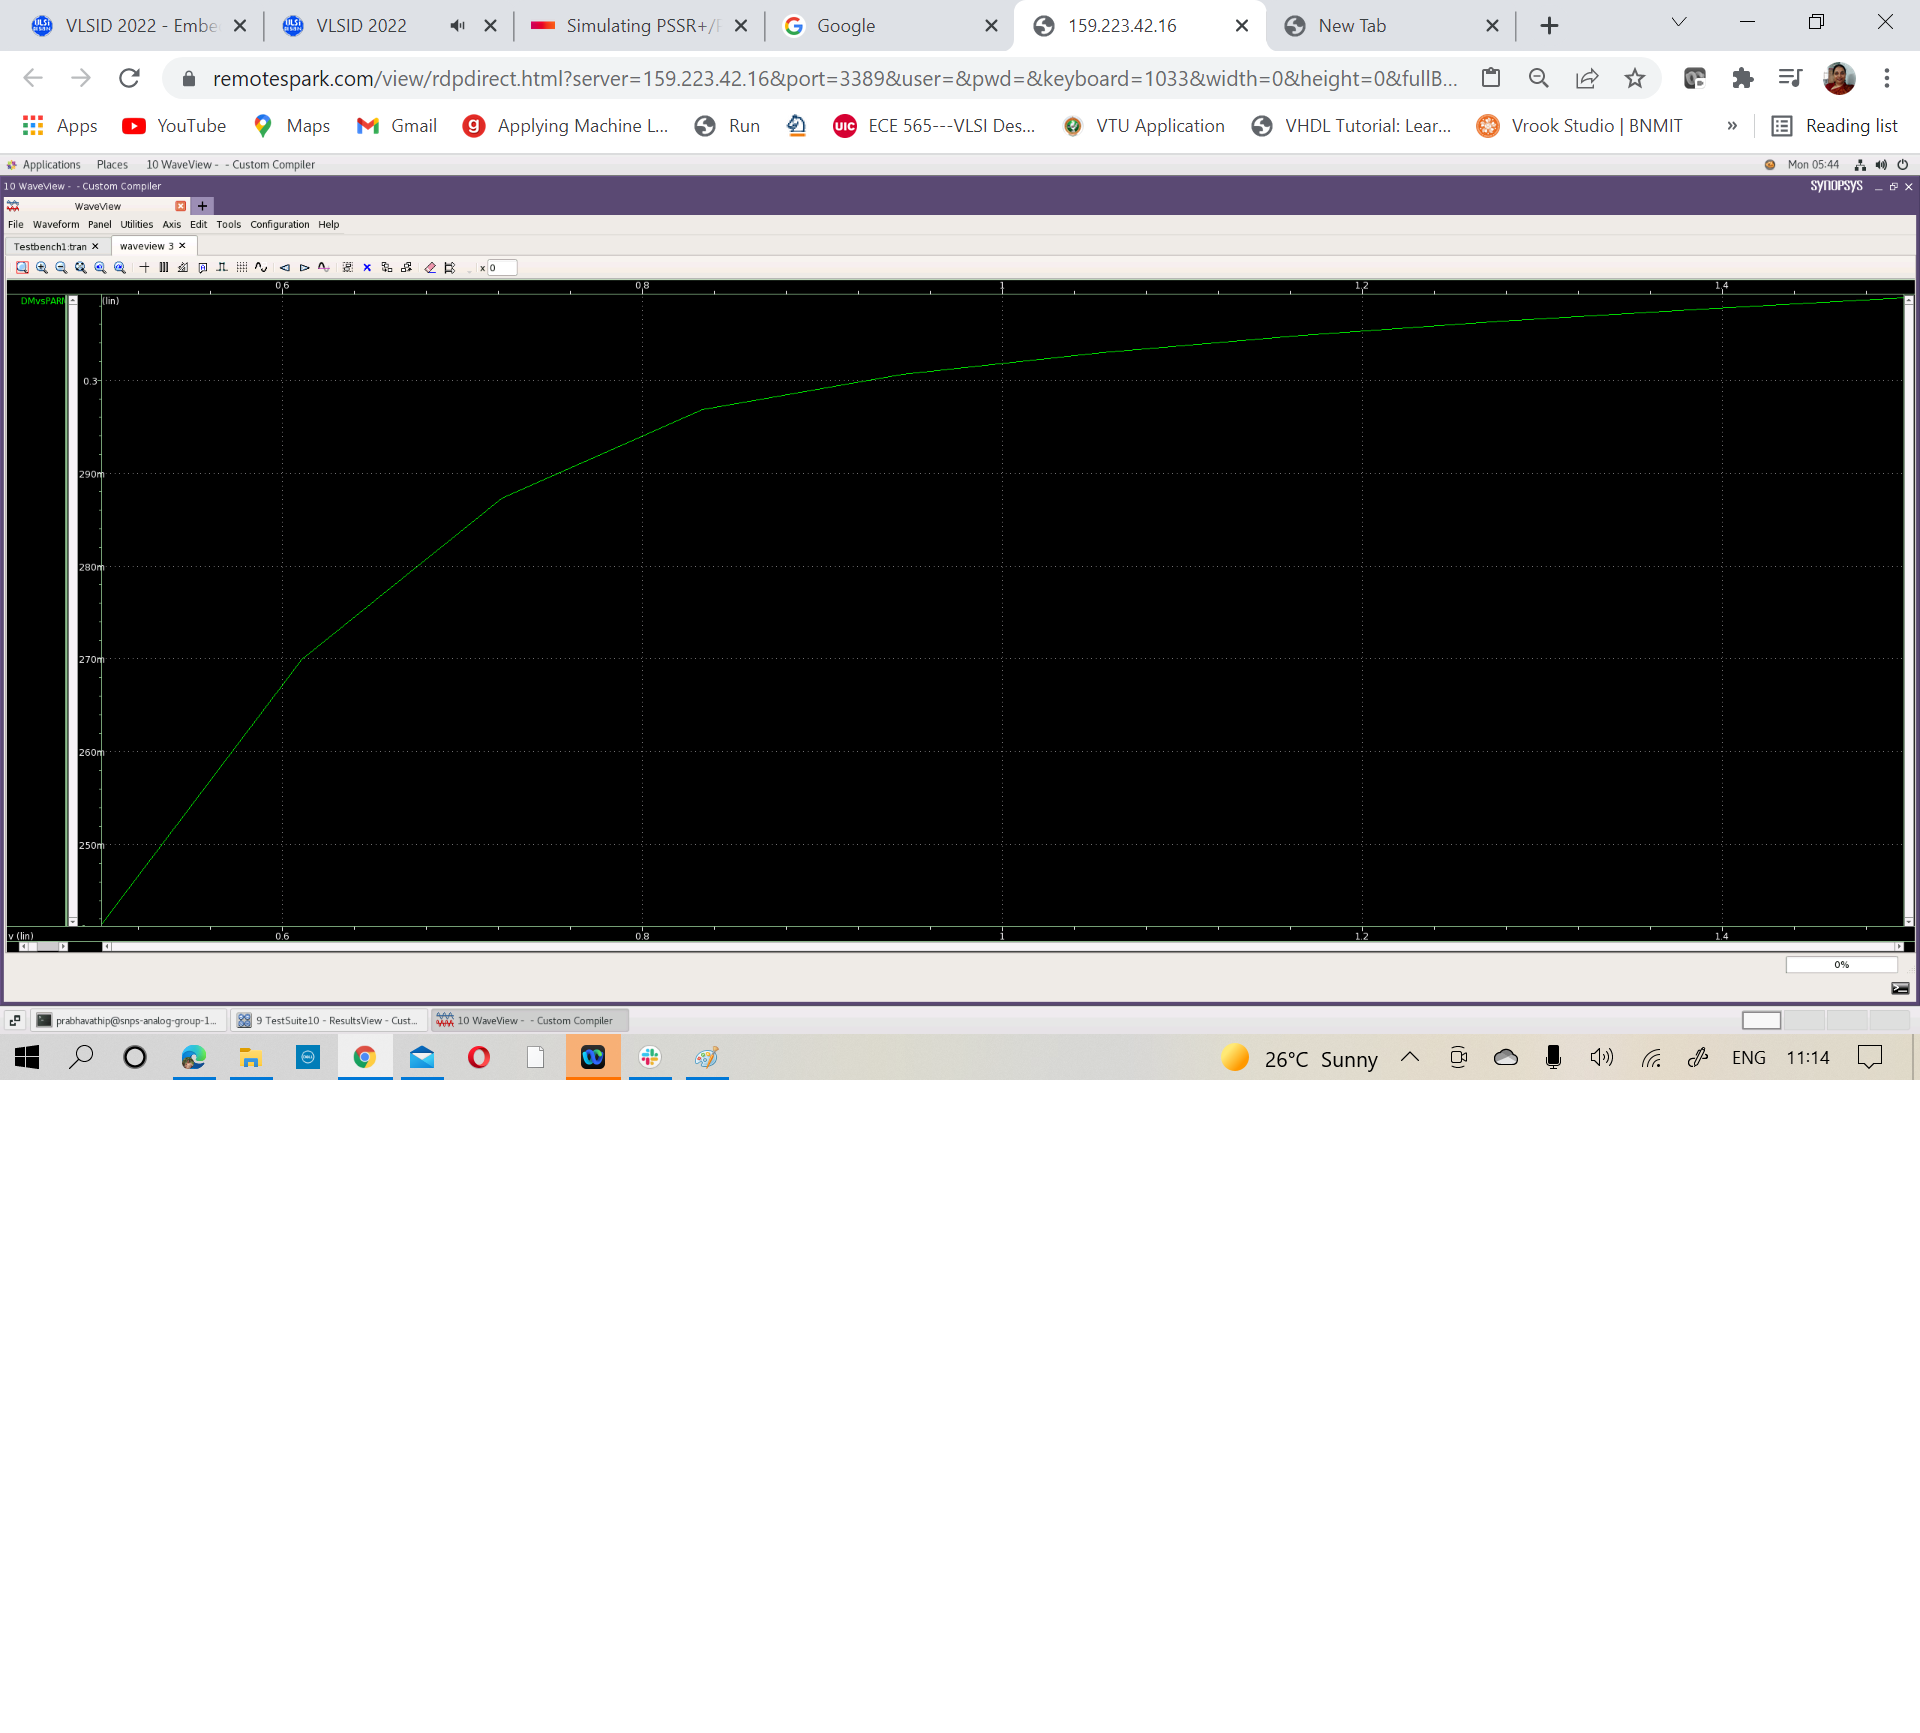 VLSID 2022 - Embe VLSID 2022 Simulating PSSR+/ Google 159.223.42.16 New Tab
remotespark.com/view/rdpdirect.html?server=159.223.42.16&port=3389&user=&pwd=&keyboard=1033&width=0&height=0&fullB...
Apps YouTube Maps Gmail Applying Machine L... Run UIC ECE 565---VLSI Des... VTU Application VHDL Tutorial: Lear... Vrook Studio | BNMIT » Reading list
Applications Places 10 WaveView - - Custom Compiler Mon 05:44
10 WaveView - - Custom Compiler SYNOPSYS
WaveView
File Waveform Panel Utilities Axis Edit Tools Configuration Help
Testbench1:tran waveview 3
x 0
0.6 0.8 1 1.2 1.4
DMvsPAR (lin)
0.3
290m
280m
270m
260m
250m
v (lin) 0.6 0.8 1 1.2 1.4
0%
prabhavathip@snps-analog-group-1... 9 TestSuite10 - ResultsView - Cust... 10 WaveView - - Custom Compiler
26°C Sunny ENG 11:14